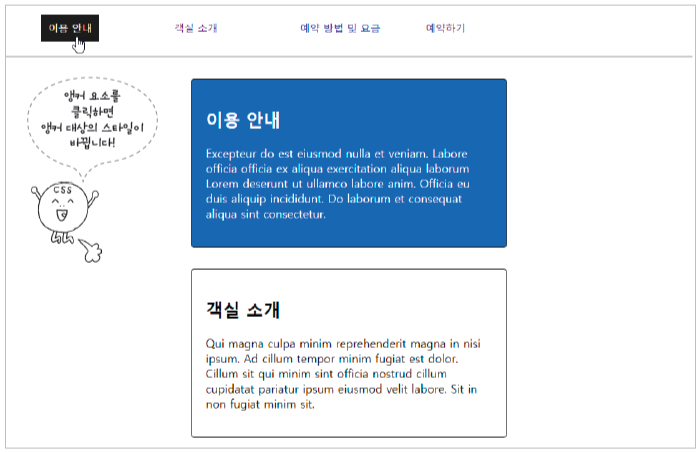 이용 안내
객실 소개
예약 방법 및 요금
예약하기
앵커 요소를
클릭하면
앵커 대상의 스타일이
바뀝니다!
CSS
이용 안내
Excepteur do est eiusmod nulla et veniam. Labore
officia officia ex aliqua exercitation aliqua laborum
Lorem deserunt ut ullamco labore anim. Officia eu
duis aliquip incididunt. Do laborum et consequat
aliqua sint consectetur.
객실 소개
Qui magna culpa minim reprehenderit magna in nisi
ipsum. Ad cillum tempor minim fugiat est dolor.
Cillum sit qui minim sint officia nostrud cillum
cupidatat pariatur ipsum eiusmod velit labore. Sit in
non fugiat minim sit.